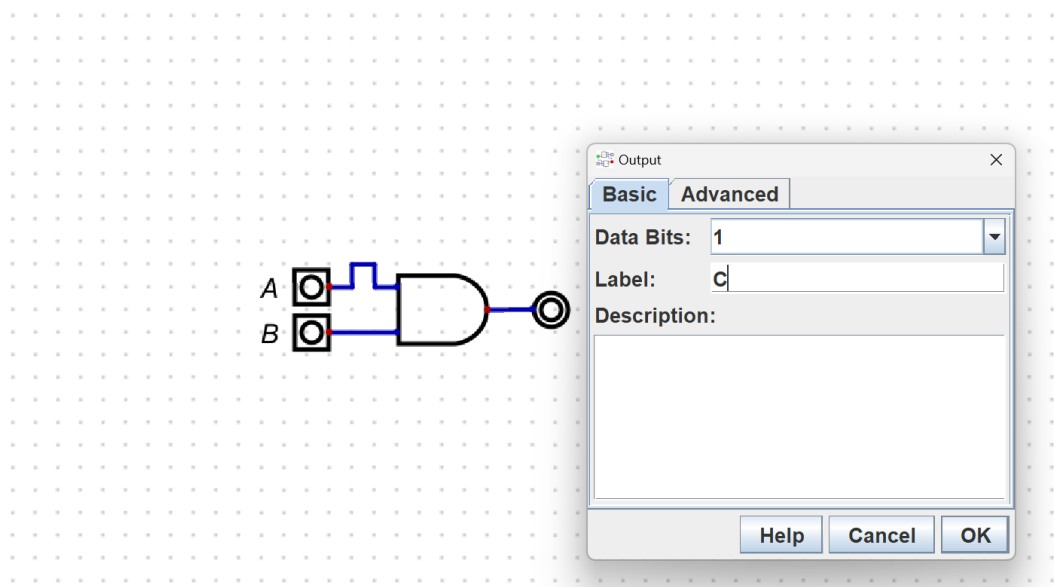 Output
Basic
Advanced
Data Bits: 1
Label: C
Description:
A
B
Help
Cancel
OK